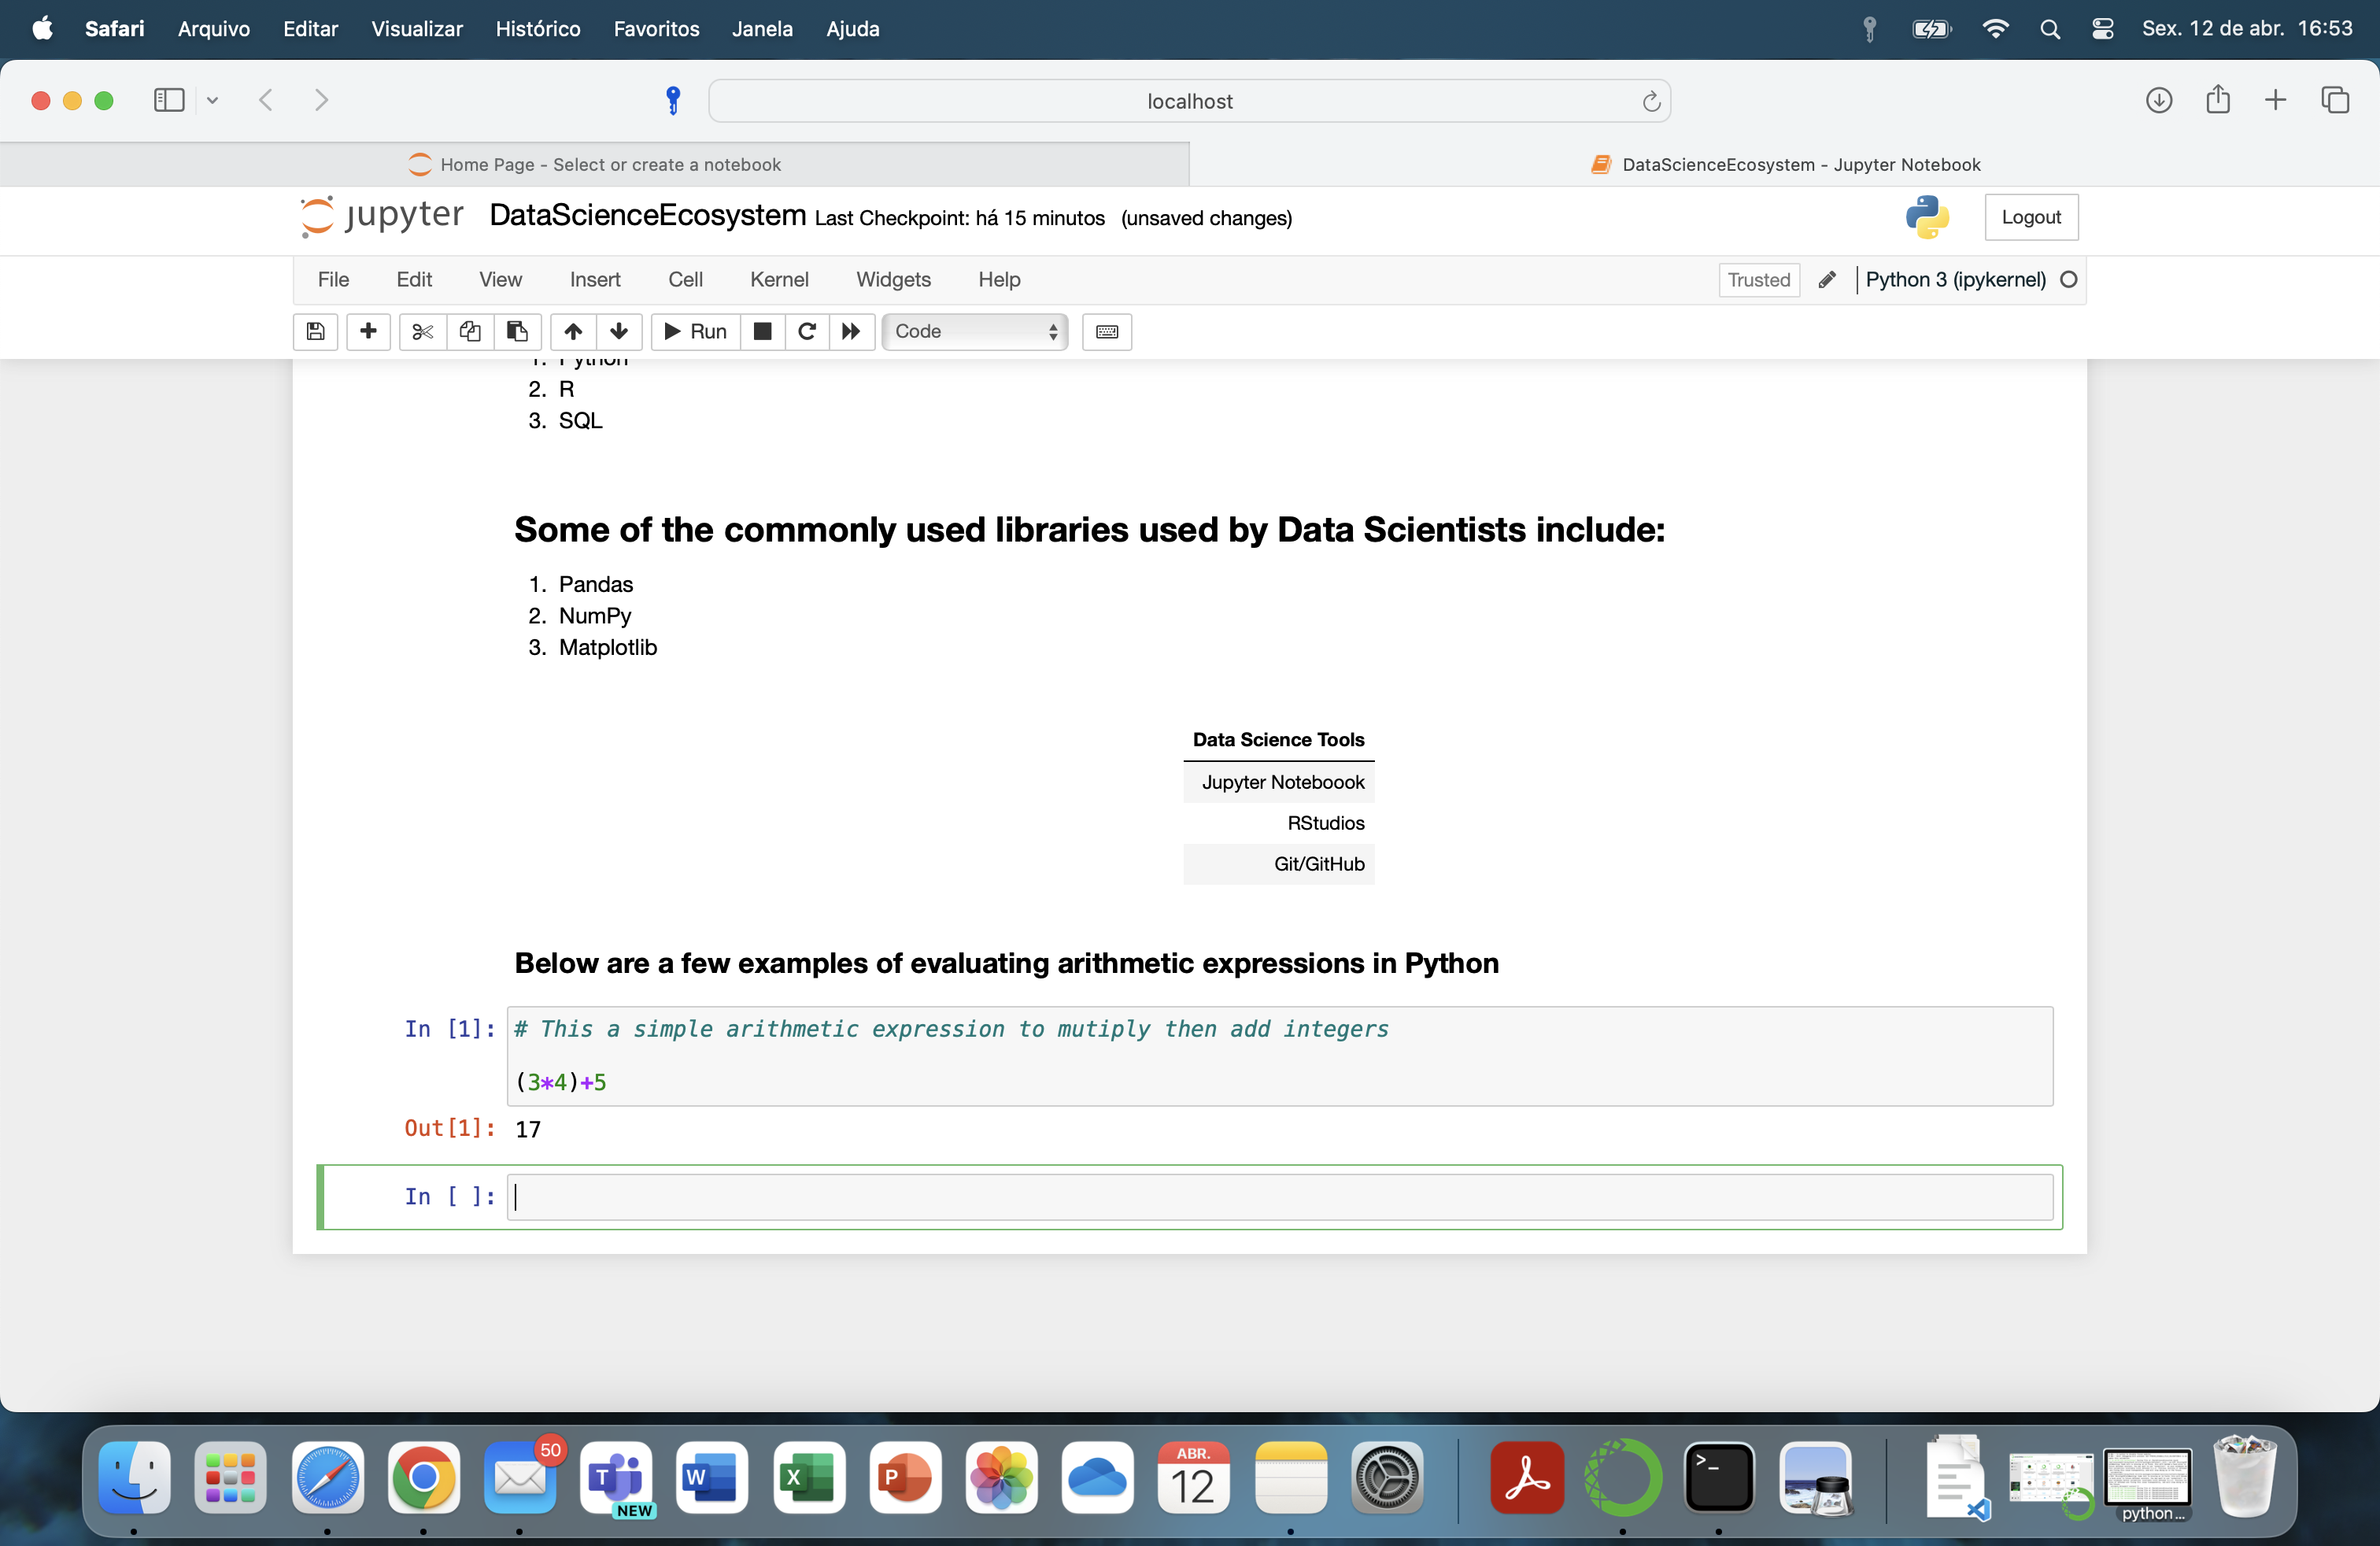 Safari Arquivo Editar Visualizar Histórico Favoritos Janela Ajuda Sex. 12 de abr. 16:53
localhost
Home Page - Select or create a notebook DataScienceEcosystem - Jupyter Notebook
jupyter DataScienceEcosystem Last Checkpoint: há 15 minutos (unsaved changes) Logout
File Edit View Insert Cell Kernel Widgets Help Trusted Python 3 (ipykernel)
Run Code
1. Python
2. R
3. SQL
Some of the commonly used libraries used by Data Scientists include:
1. Pandas
2. NumPy
3. Matplotlib
Data Science Tools
Jupyter Noteboook
RStudios
Git/GitHub
Below are a few examples of evaluating arithmetic expressions in Python
In [1]: # This a simple arithmetic expression to mutiply then add integers
(3*4)+5
Out[1]: 17
In [ ]:
50 T NEW W X P ABR. 12 >_ python...